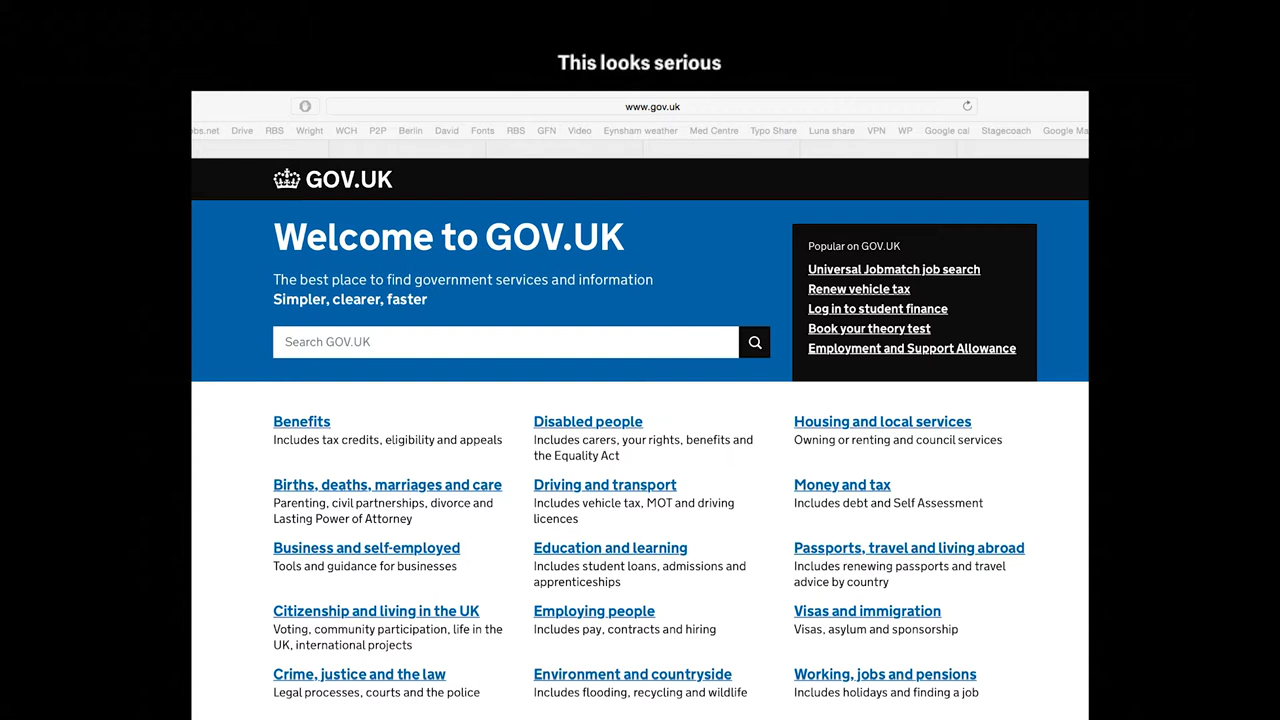 This looks serious
www.gov.uk
obs.net Drive RBS Wright WCH P2P Berlin David Fonts RBS GFN Video Eynsham weather Med Centre Typo Share Luna share VPN WP Google cal Stagecoach Google Ma
GOV.UK
Welcome to GOV.UK
The best place to find government services and information
Simpler, clearer, faster
Search GOV.UK
Popular on GOV.UK
Universal Jobmatch job search
Renew vehicle tax
Log in to student finance
Book your theory test
Employment and Support Allowance
Benefits
Includes tax credits, eligibility and appeals
Births, deaths, marriages and care
Parenting, civil partnerships, divorce and
Lasting Power of Attorney
Business and self-employed
Tools and guidance for businesses
Citizenship and living in the UK
Voting, community participation, life in the
UK, international projects
Crime, justice and the law
Legal processes, courts and the police
Disabled people
Includes carers, your rights, benefits and
the Equality Act
Driving and transport
Includes vehicle tax, MOT and driving
licences
Education and learning
Includes student loans, admissions and
apprenticeships
Employing people
Includes pay, contracts and hiring
Environment and countryside
Includes flooding, recycling and wildlife
Housing and local services
Owning or renting and council services
Money and tax
Includes debt and Self Assessment
Passports, travel and living abroad
Includes renewing passports and travel
advice by country
Visas and immigration
Visas, asylum and sponsorship
Working, jobs and pensions
Includes holidays and finding a job